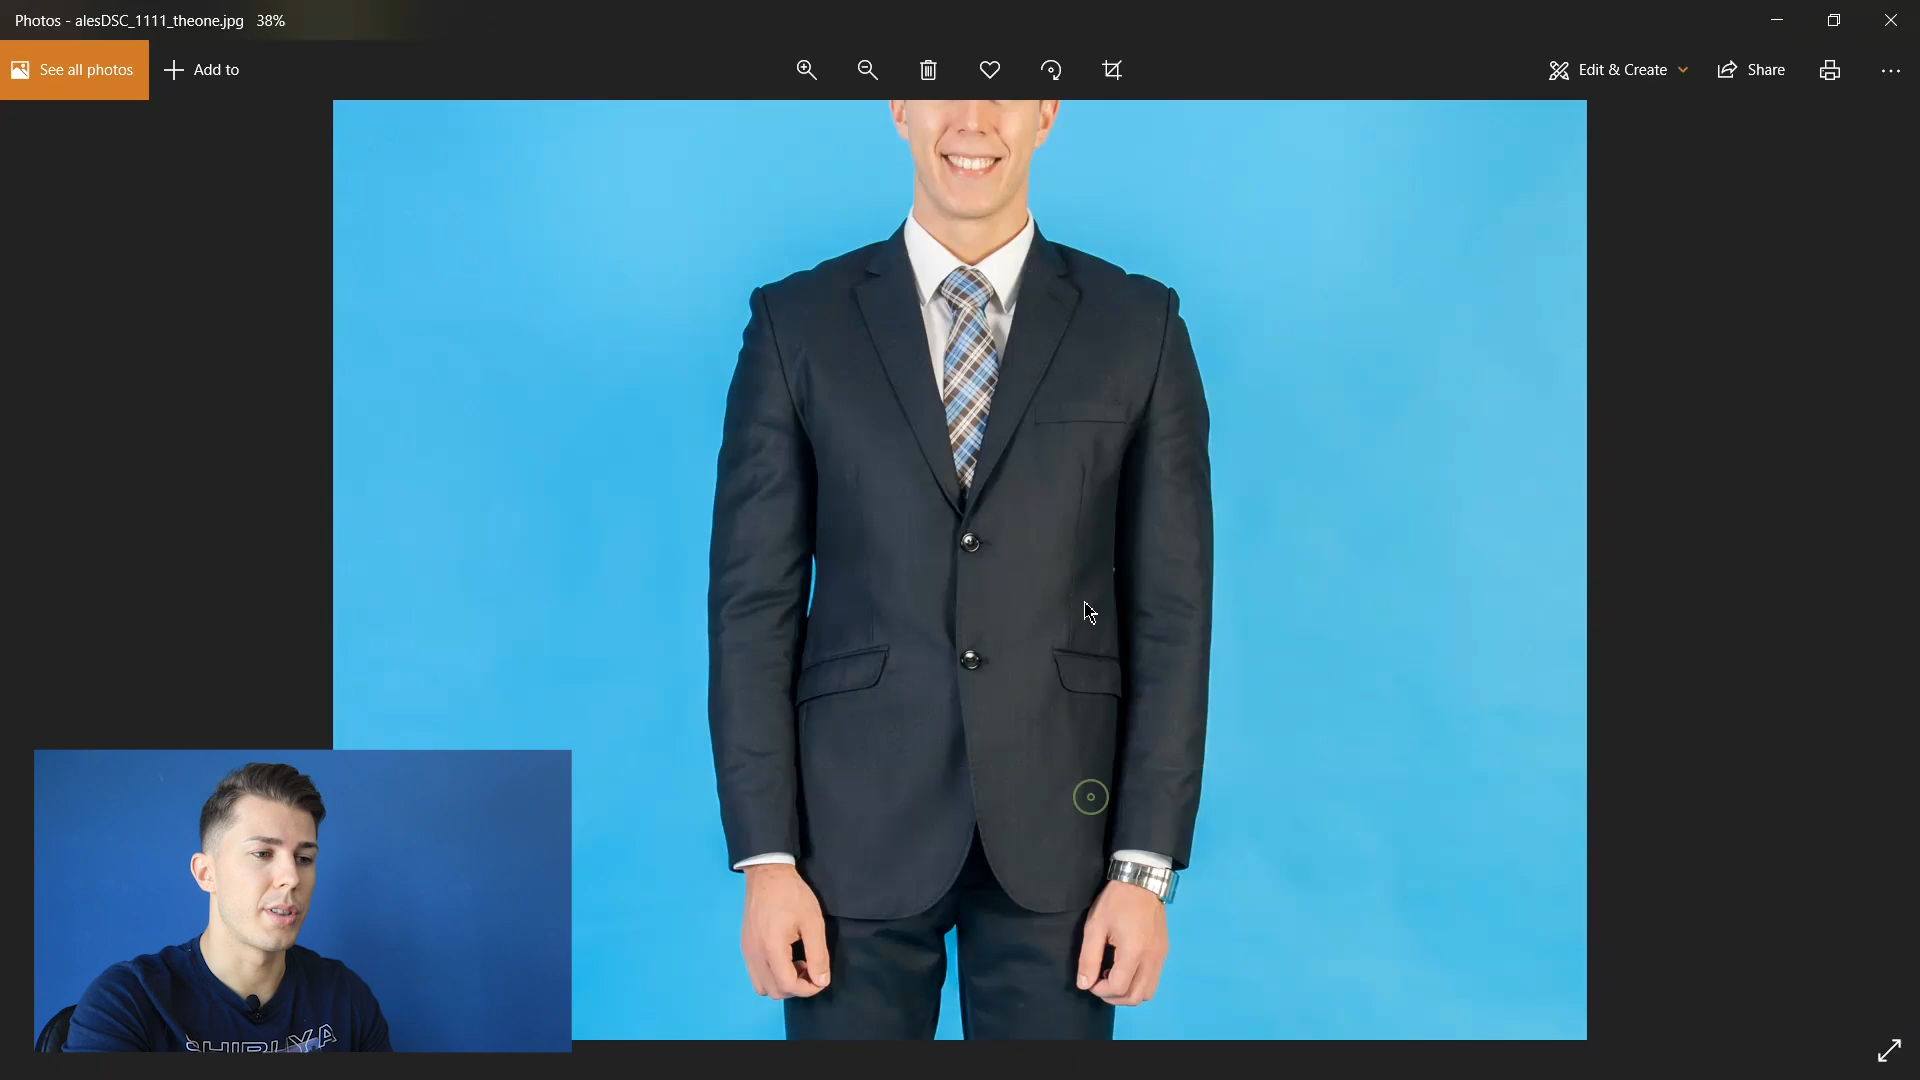 Photos - alesDSC_1111_theone.jpg 38%
See all photos
Add to
Edit & Create
Share